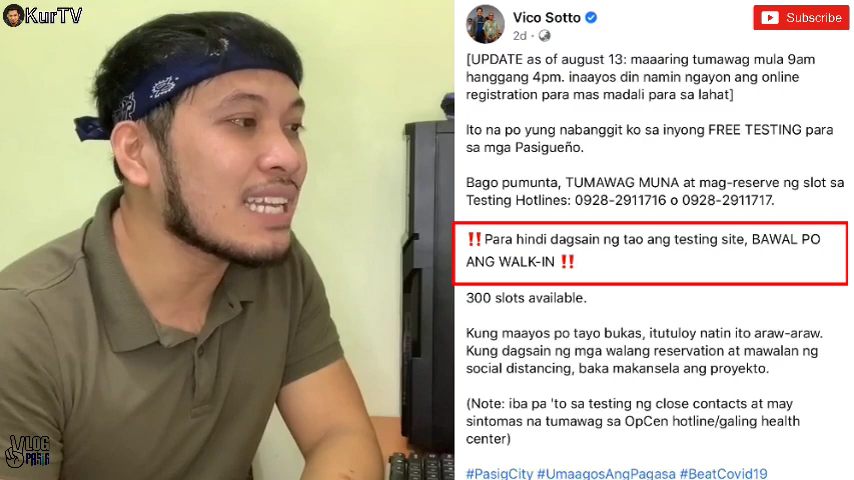 KurTV
Subscribe
Vico Sotto
2d ·
[UPDATE as of august 13: maaaring tumawag mula 9am
hanggang 4pm. inaayos din namin ngayon ang online
registration para mas madali para sa lahat]
Ito na po yung nabanggit ko sa inyong FREE TESTING para
sa mga Pasigueño.
Bago pumunta, TUMAWAG MUNA at mag-reserve ng slot sa
Testing Hotlines: 0928-2911716 o 0928-2911717.
‼️Para hindi dagsain ng tao ang testing site, BAWAL PO
ANG WALK-IN ‼️
300 slots available.
Kung maayos po tayo bukas, itutuloy natin ito araw-araw.
Kung dagsain ng mga walang reservation at mawalan ng
social distancing, baka makansela ang proyekto.
(Note: iba pa 'to sa testing ng close contacts at may
sintomas na tumawag sa OpCen hotline/galing health
center)
#PasigCity #UmaagosAngPagasa #BeatCovid19
VLOG
PASIG